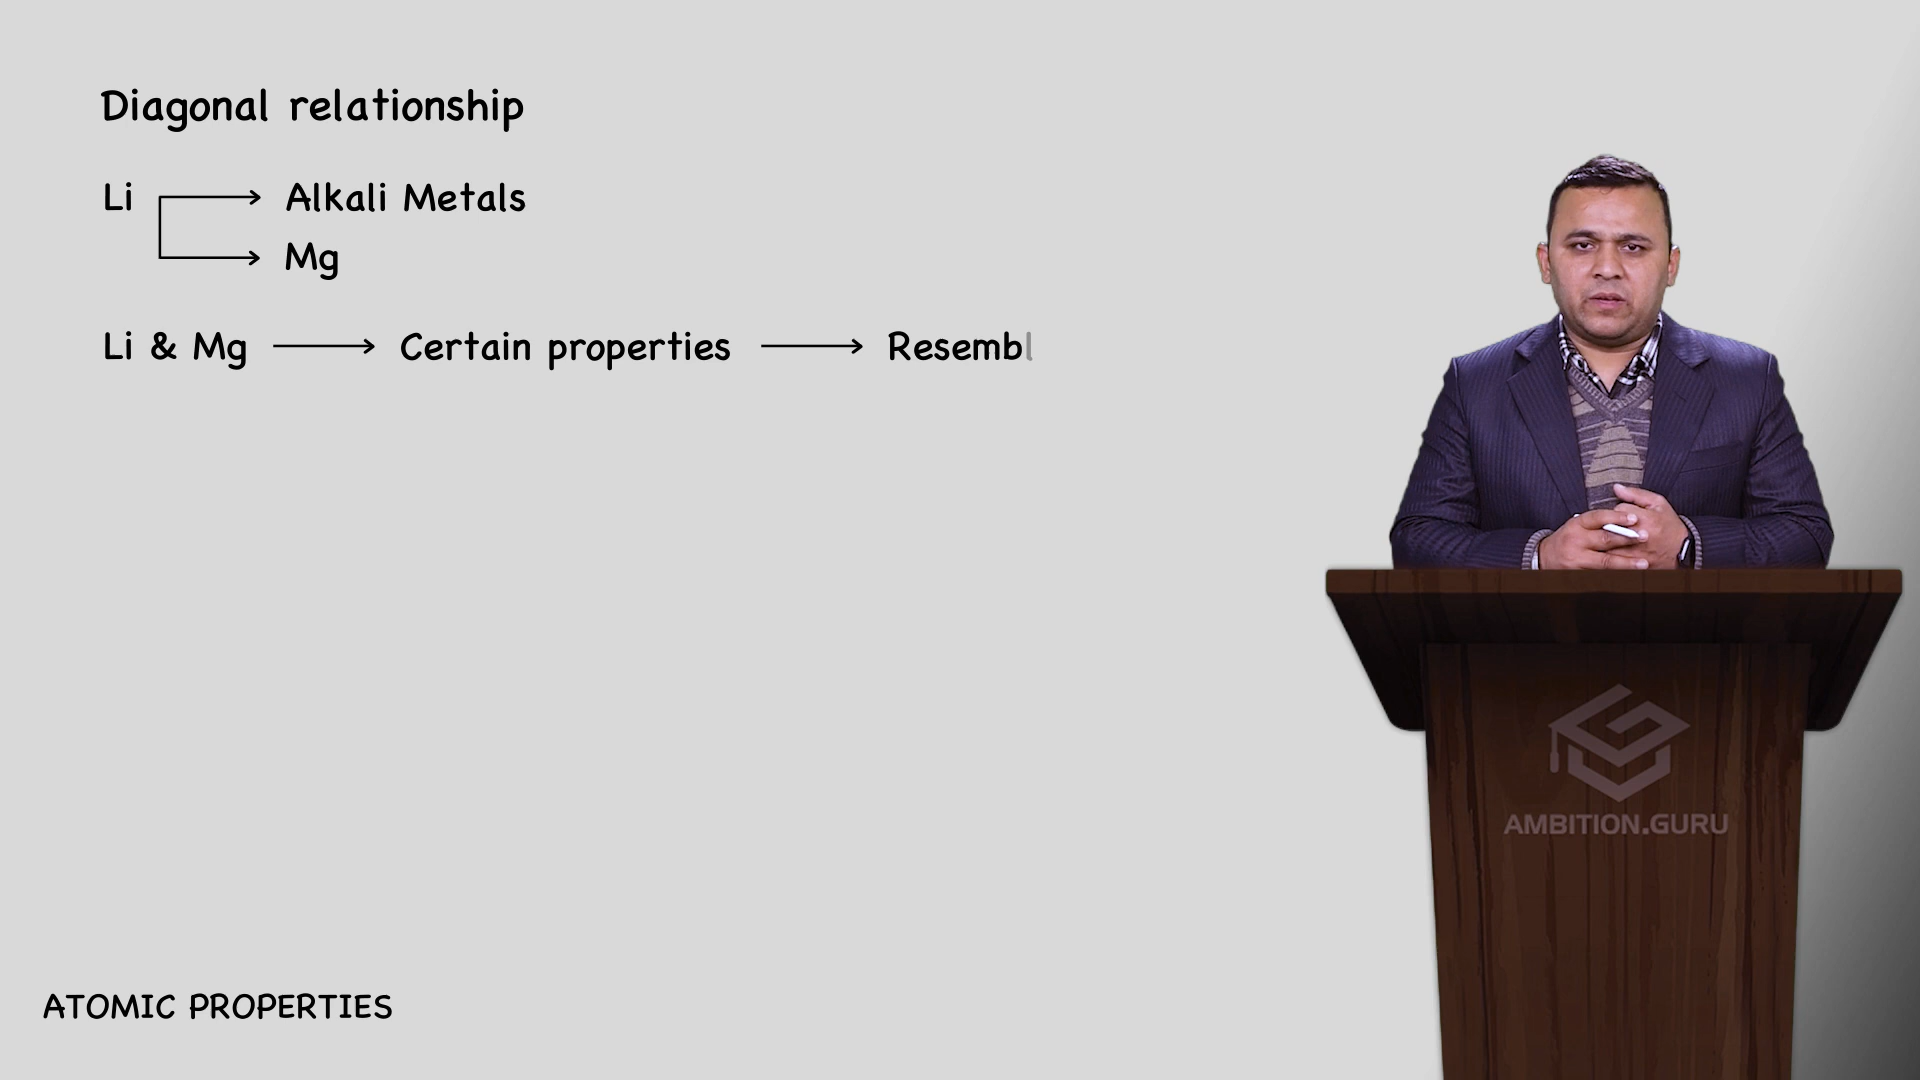 Diagonal relationship
Li → Alkali Metals
→ Mg
Li & Mg → Certain properties → Resembl
AMBITION.GURU
ATOMIC PROPERTIES